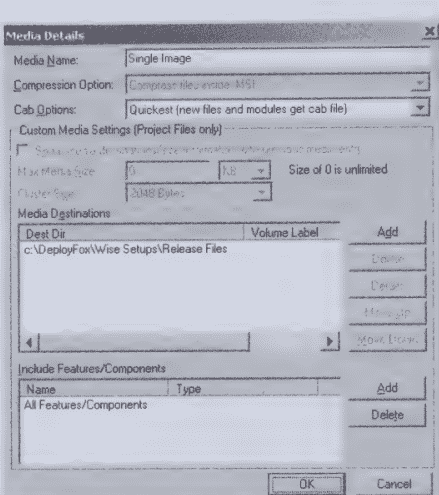 Media Details
Media Name: Single Image
Compression Option: Compress files inside .MSI
Cab Options: Quickest (new files and modules get cab file)
Custom Media Settings (Project Files only)
Max Media Size 0 KB Size of 0 is unlimited
Cluster Size 2048 Bytes
Media Destinations
Dest Dir Volume Label Add
c:\DeployFox\Wise Setups\Release Files
Delete
Details
Move Up
Move Down
Include Features/Components
Name Type Add
All Features/Components Delete
OK Cancel